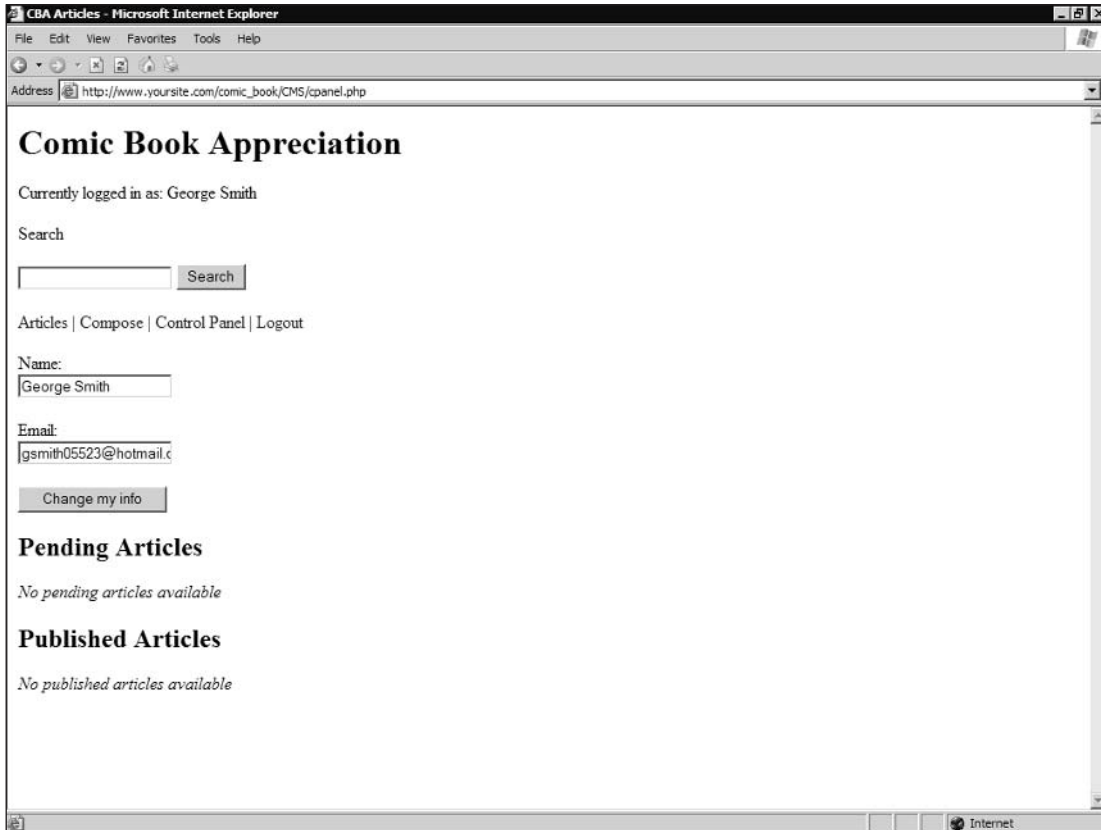 CBA Articles - Microsoft Internet Explorer
File Edit View Favorites Tools Help
Address http://www.yoursite.com/comic_book/CMS/cpanel.php
Comic Book Appreciation
Currently logged in as: George Smith
Search
Search
Articles | Compose | Control Panel | Logout
Name:
George Smith
Email:
gsmith05523@hotmail.c
Change my info
Pending Articles
No pending articles available
Published Articles
No published articles available
Internet